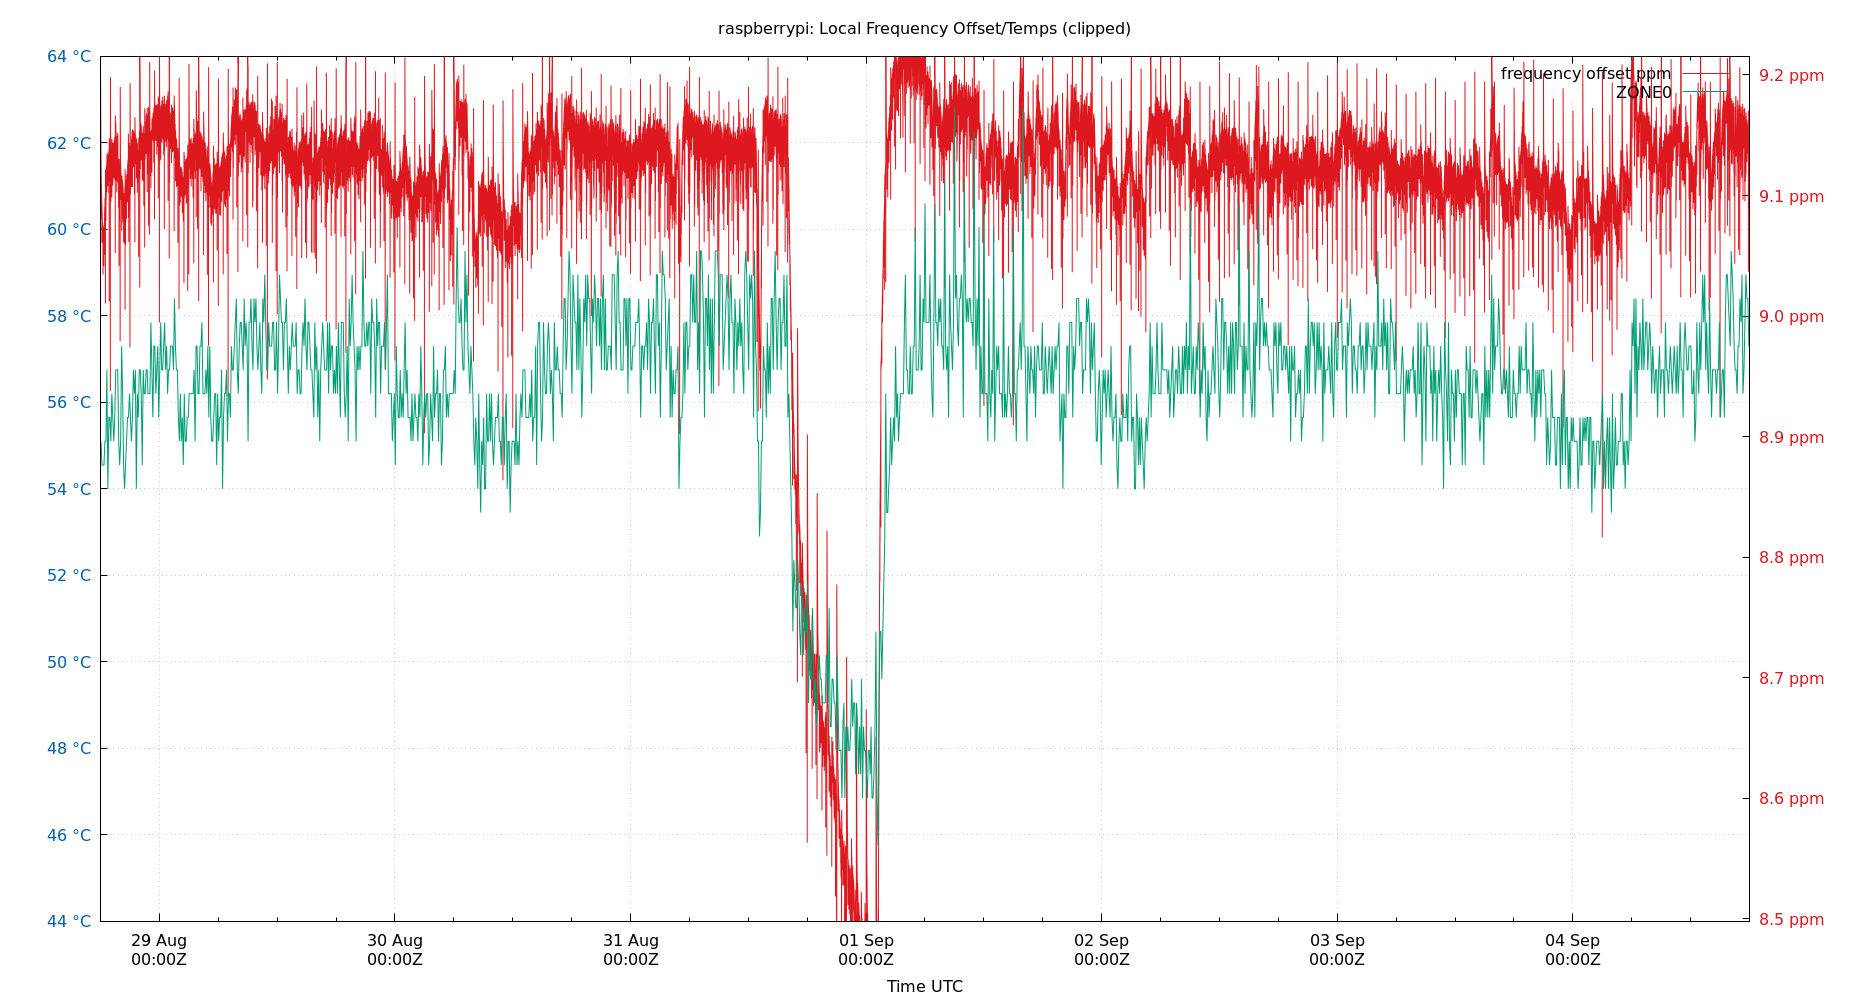 raspberrypi: Local Frequency Offset/Temps (clipped)
64 °C
62 °C
60 °C
58 °C
56 °C
54 °C
52 °C
50 °C
48 °C
46 °C
44 °C
frequency offset ppm
ZONE0
9.2 ppm
9.1 ppm
9.0 ppm
8.9 ppm
8.8 ppm
8.7 ppm
8.6 ppm
8.5 ppm
29 Aug
00:00Z
30 Aug
00:00Z
31 Aug
00:00Z
01 Sep
00:00Z
02 Sep
00:00Z
03 Sep
00:00Z
04 Sep
00:00Z
Time UTC